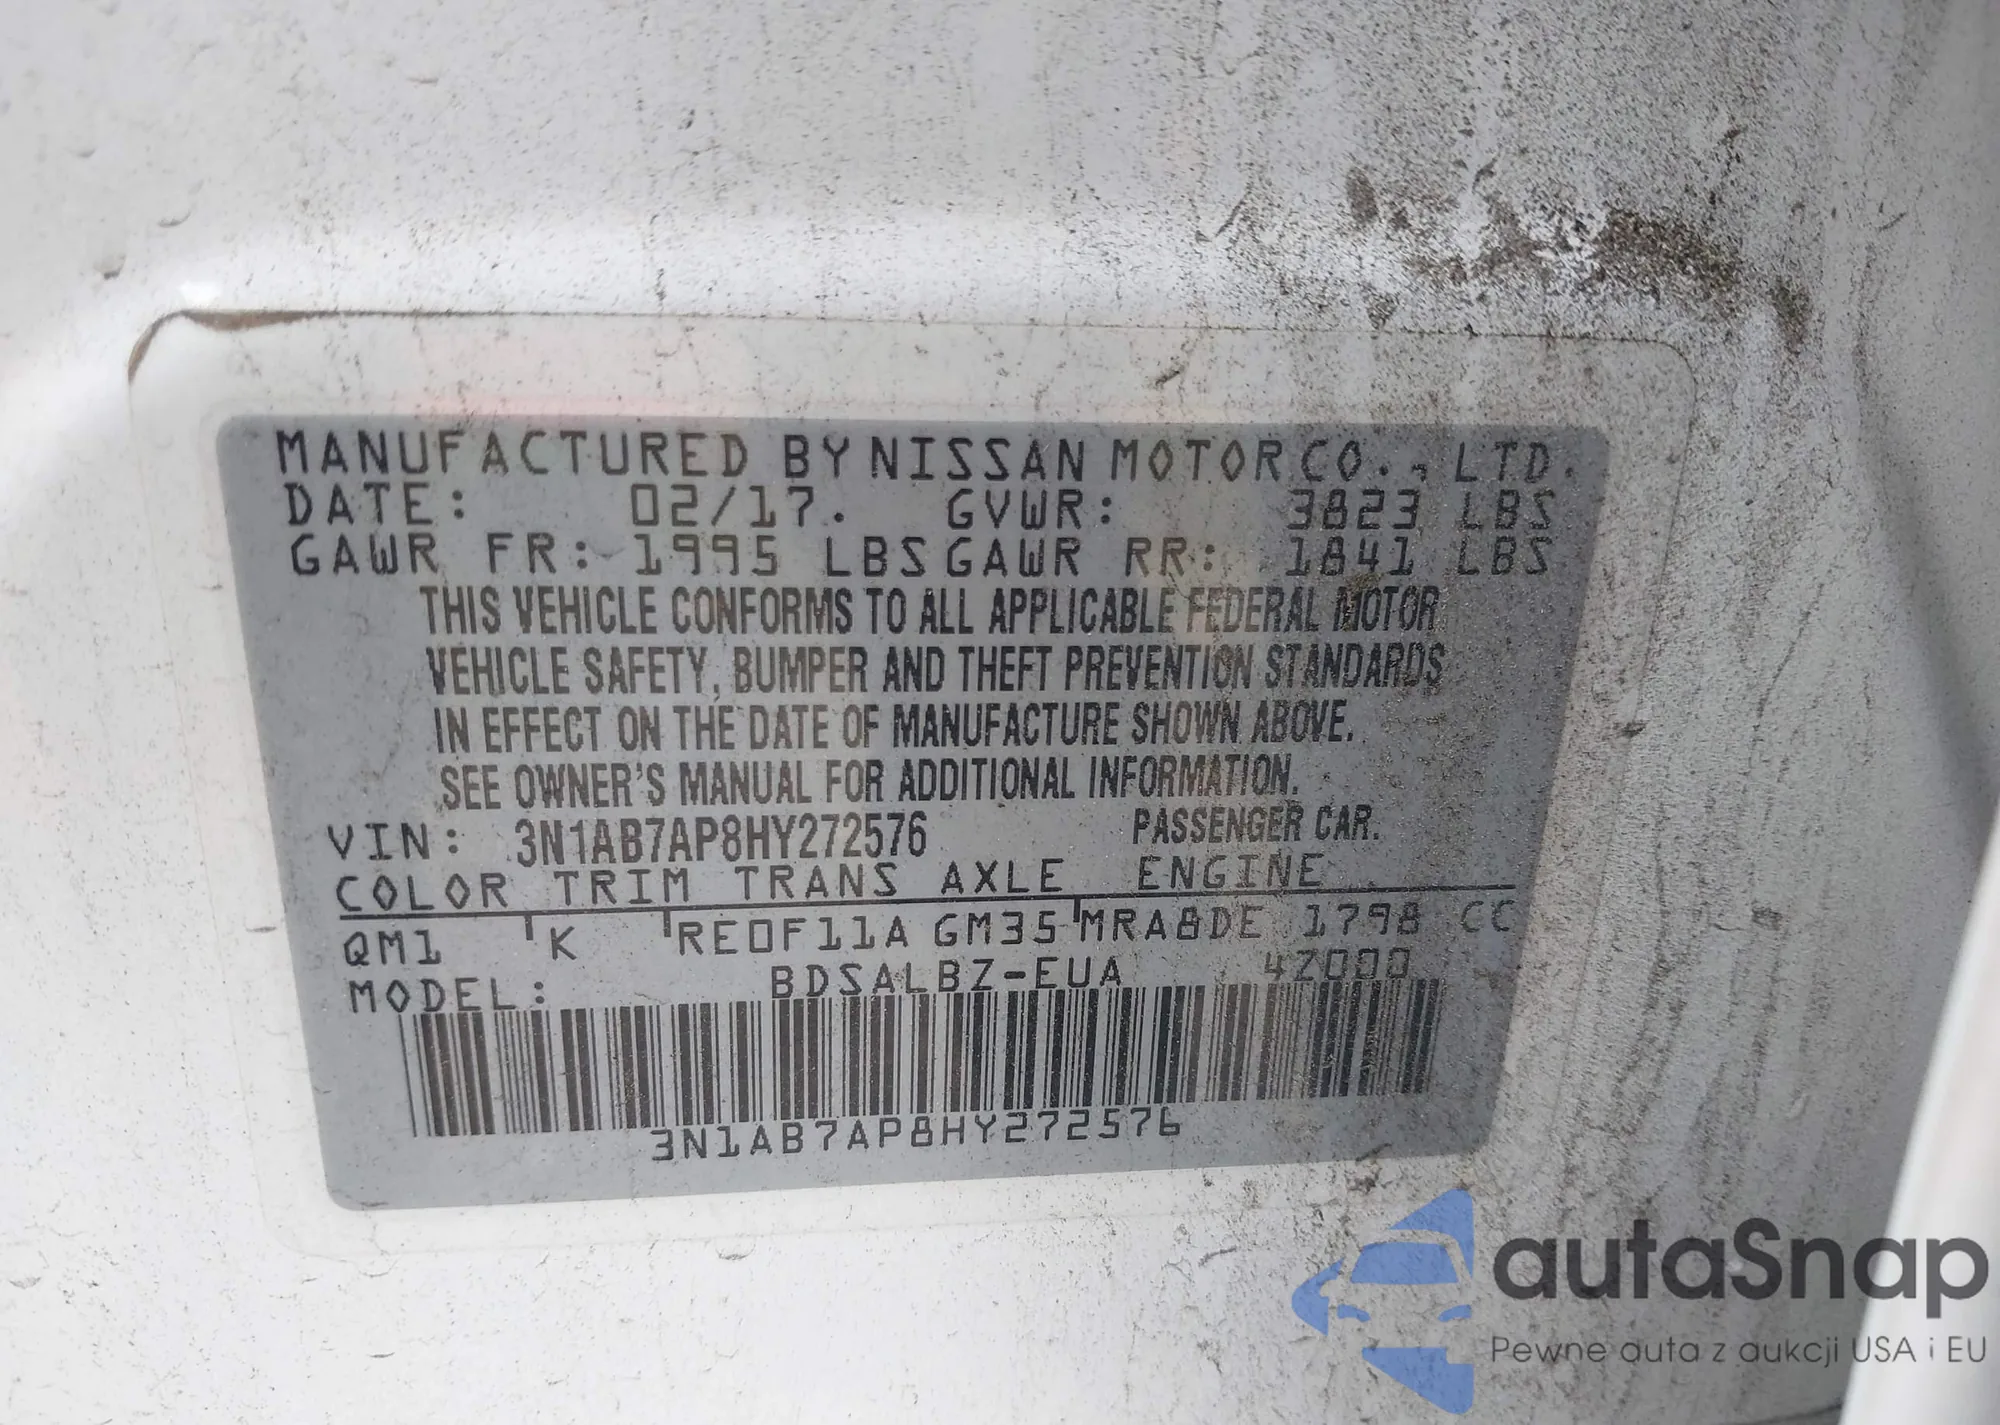 MANUFACTURED BY NISSAN MOTOR CO., LTD.
DATE: 02/17. GVWR: 3823 LBS
GAWR FR: 1995 LBS GAWR RR: 1841 LBS
THIS VEHICLE CONFORMS TO ALL APPLICABLE FEDERAL MOTOR
VEHICLE SAFETY, BUMPER AND THEFT PREVENTION STANDARDS
IN EFFECT ON THE DATE OF MANUFACTURE SHOWN ABOVE.
SEE OWNER'S MANUAL FOR ADDITIONAL INFORMATION.
VIN: 3N1AB7AP8HY272576 PASSENGER CAR.
COLOR TRIM TRANS AXLE ENGINE
QM1 K RE0F11A GM35 MRA8DE 1798 CC
MODEL: BDSALBZ-EUA 4Z000
3N1AB7AP8HY272576
autaSnap
Pewne auta z aukcji USA i EU